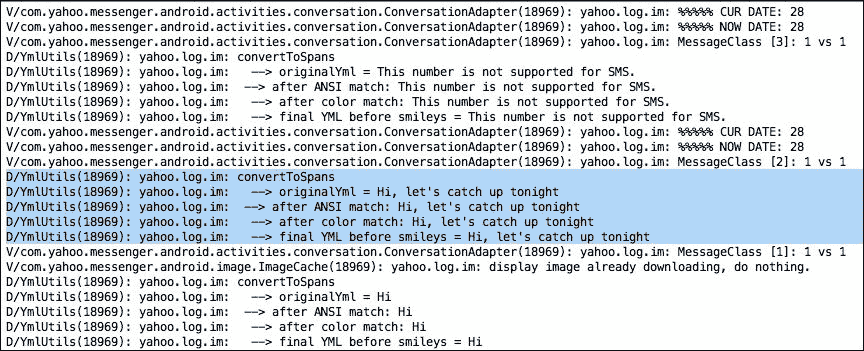 V/com.yahoo.messenger.android.activities.conversation.ConversationAdapter(18969): yahoo.log.im: %%%%% CUR DATE: 28
V/com.yahoo.messenger.android.activities.conversation.ConversationAdapter(18969): yahoo.log.im: %%%%% NOW DATE: 28
V/com.yahoo.messenger.android.activities.conversation.ConversationAdapter(18969): yahoo.log.im: MessageClass [3]: 1 vs 1
D/YmlUtils(18969): yahoo.log.im: convertToSpans
D/YmlUtils(18969): yahoo.log.im:   --> originalYml = This number is not supported for SMS.
D/YmlUtils(18969): yahoo.log.im:  --> after ANSI match: This number is not supported for SMS.
D/YmlUtils(18969): yahoo.log.im:   --> after color match: This number is not supported for SMS.
D/YmlUtils(18969): yahoo.log.im:   --> final YML before smileys = This number is not supported for SMS.
V/com.yahoo.messenger.android.activities.conversation.ConversationAdapter(18969): yahoo.log.im: %%%%% CUR DATE: 28
V/com.yahoo.messenger.android.activities.conversation.ConversationAdapter(18969): yahoo.log.im: %%%%% NOW DATE: 28
V/com.yahoo.messenger.android.activities.conversation.ConversationAdapter(18969): yahoo.log.im: MessageClass [2]: 1 vs 1
D/YmlUtils(18969): yahoo.log.im: convertToSpans
D/YmlUtils(18969): yahoo.log.im:   --> originalYml = Hi, let's catch up tonight
D/YmlUtils(18969): yahoo.log.im:  --> after ANSI match: Hi, let's catch up tonight
D/YmlUtils(18969): yahoo.log.im:   --> after color match: Hi, let's catch up tonight
D/YmlUtils(18969): yahoo.log.im:   --> final YML before smileys = Hi, let's catch up tonight
V/com.yahoo.messenger.android.activities.conversation.ConversationAdapter(18969): yahoo.log.im: MessageClass [1]: 1 vs 1
V/com.yahoo.messenger.android.image.ImageCache(18969): yahoo.log.im: display image already downloading, do nothing.
D/YmlUtils(18969): yahoo.log.im: convertToSpans
D/YmlUtils(18969): yahoo.log.im:   --> originalYml = Hi
D/YmlUtils(18969): yahoo.log.im:  --> after ANSI match: Hi
D/YmlUtils(18969): yahoo.log.im:   --> after color match: Hi
D/YmlUtils(18969): yahoo.log.im:   --> final YML before smileys = Hi